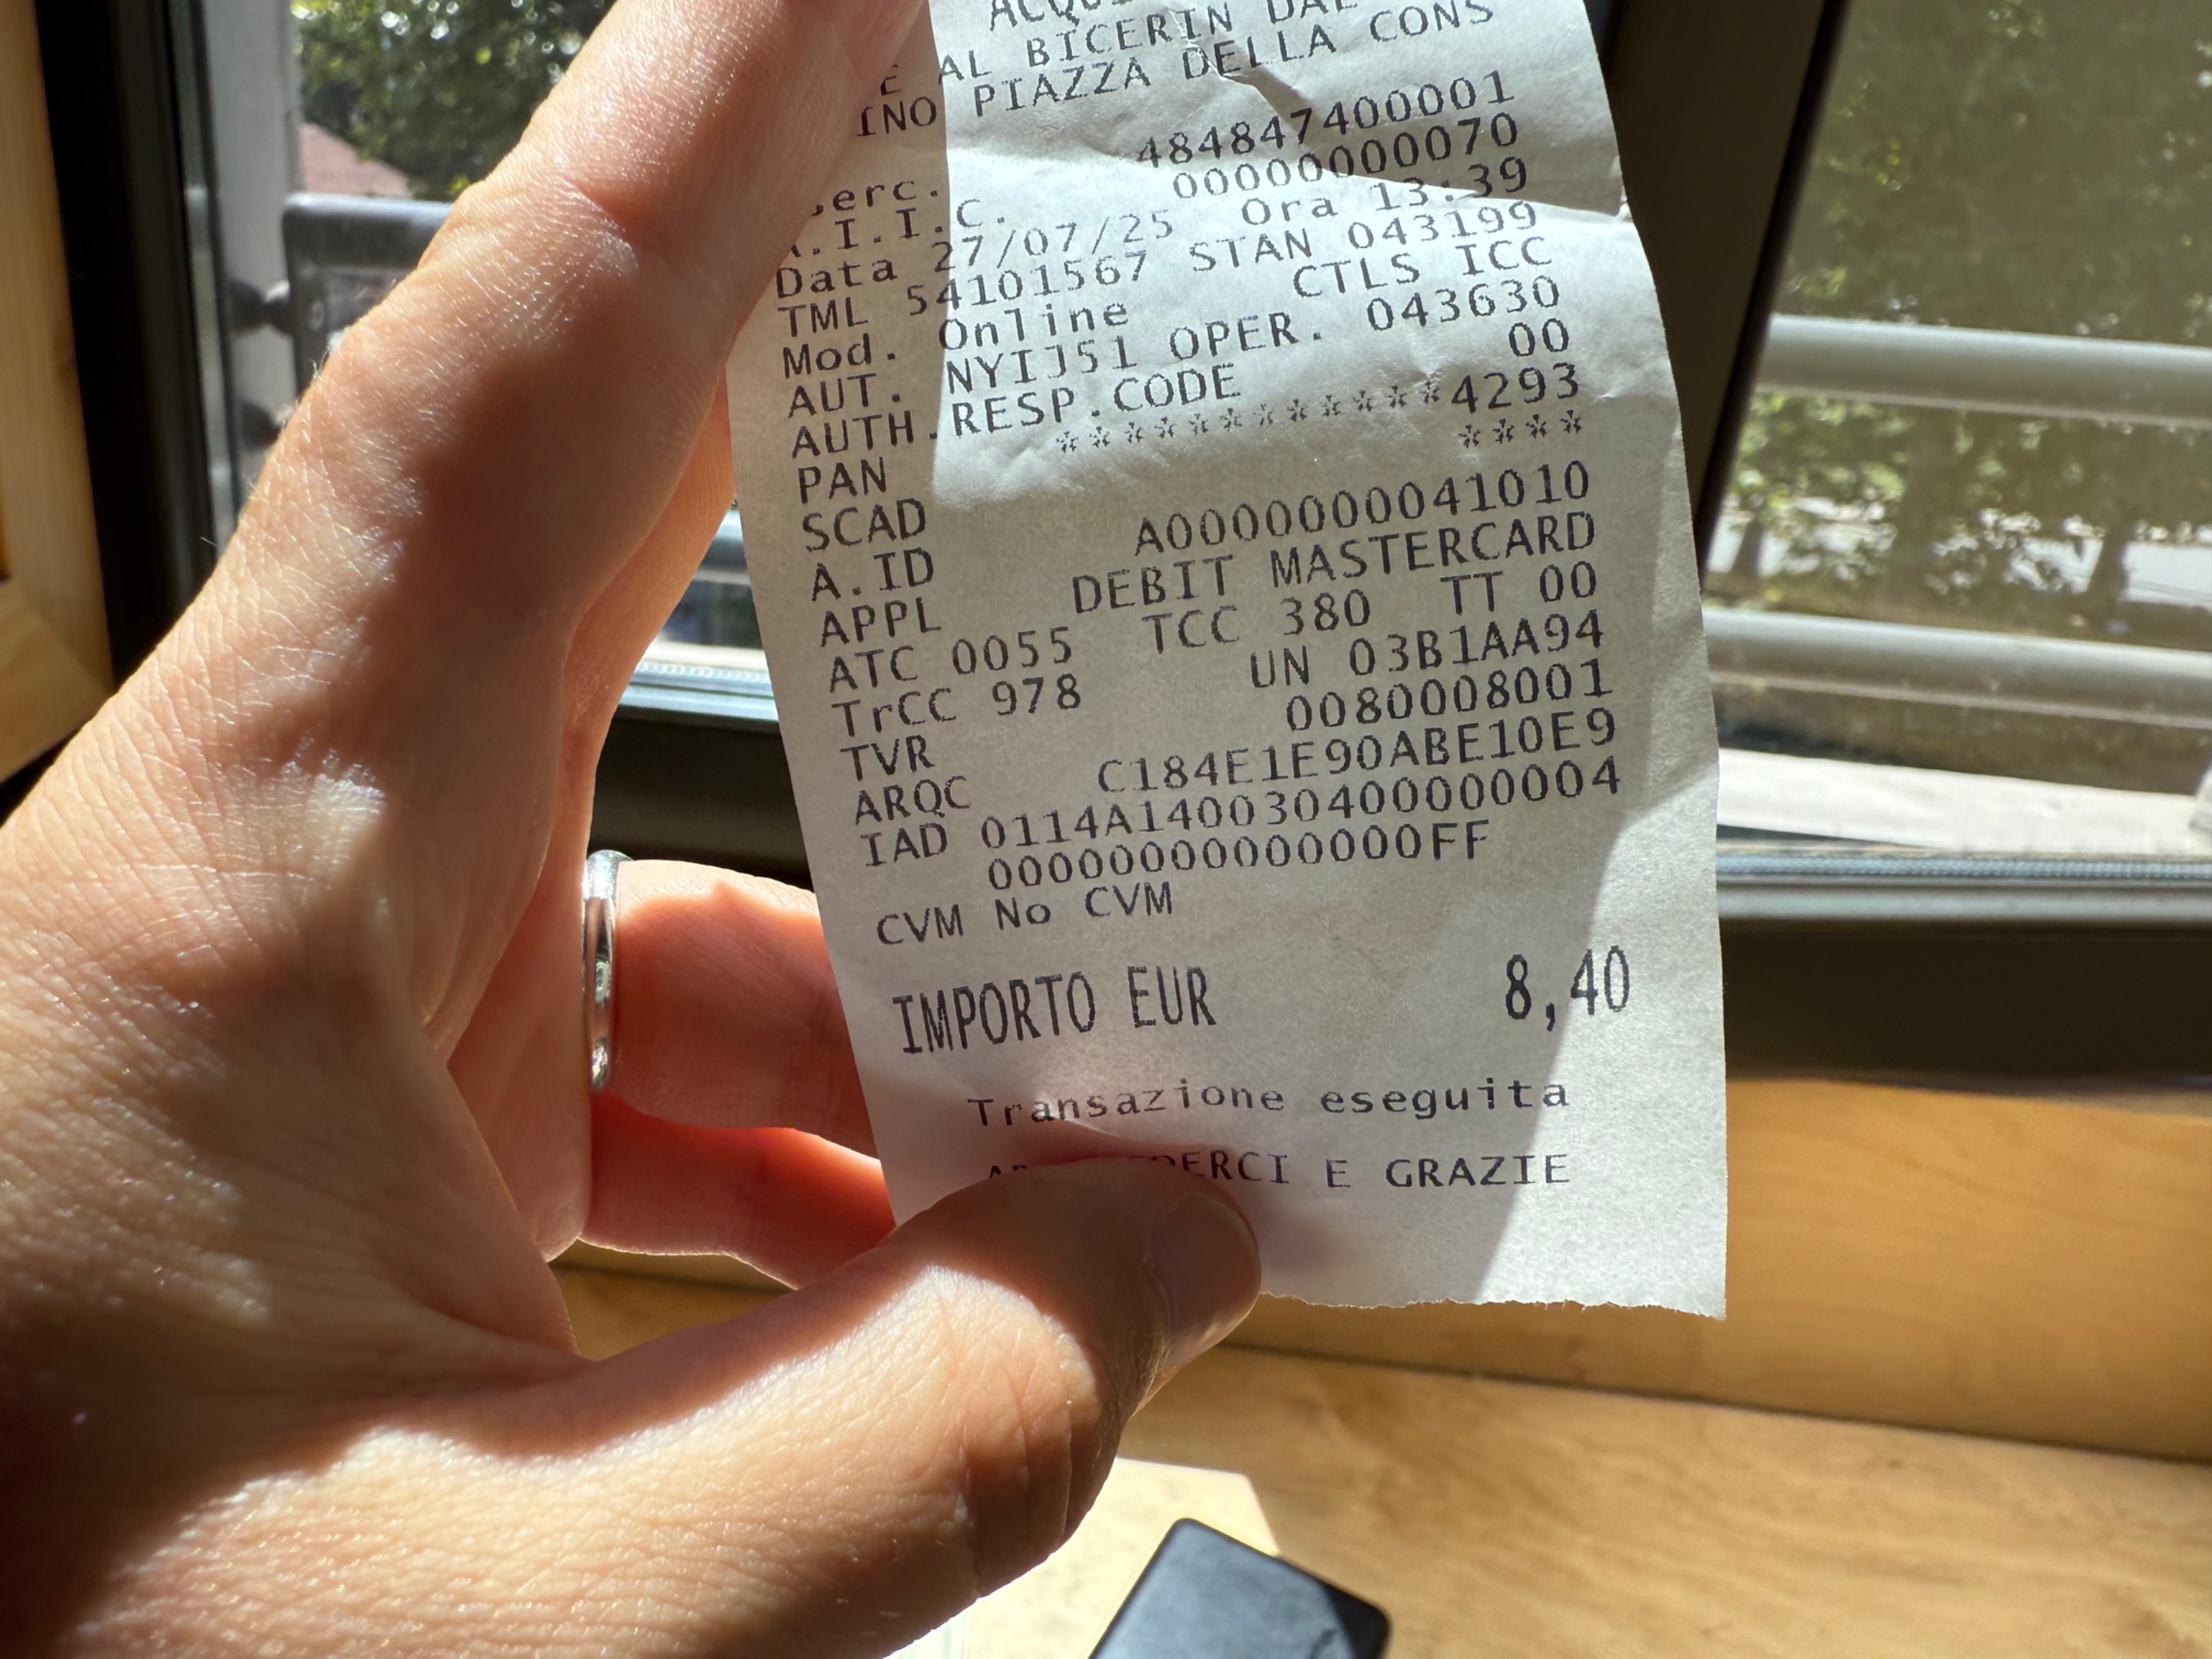 AL BICERIN DAL
PIAZZA DELLA CONS
484847400001
00000000070
A.I.I.C.
Data 27/07/25 Ora 13:39
TML 54101567 STAN 043199
Mod. Online CTLS ICC
AUT. NYIJ51 OPER. 043630
AUTH.RESP.CODE 00
PAN ************4293
SCAD ****
A.ID A0000000041010
APPL DEBIT MASTERCARD
ATC 0055 TCC 380 TT 00
TrCC 978 UN 03B1AA94
TVR 0080008001
ARQC C184E1E90ABE10E9
IAD 0114A14003040000000​4
00000000000000FF
CVM No CVM
IMPORTO EUR 8,40
Transazione eseguita
E GRAZIE